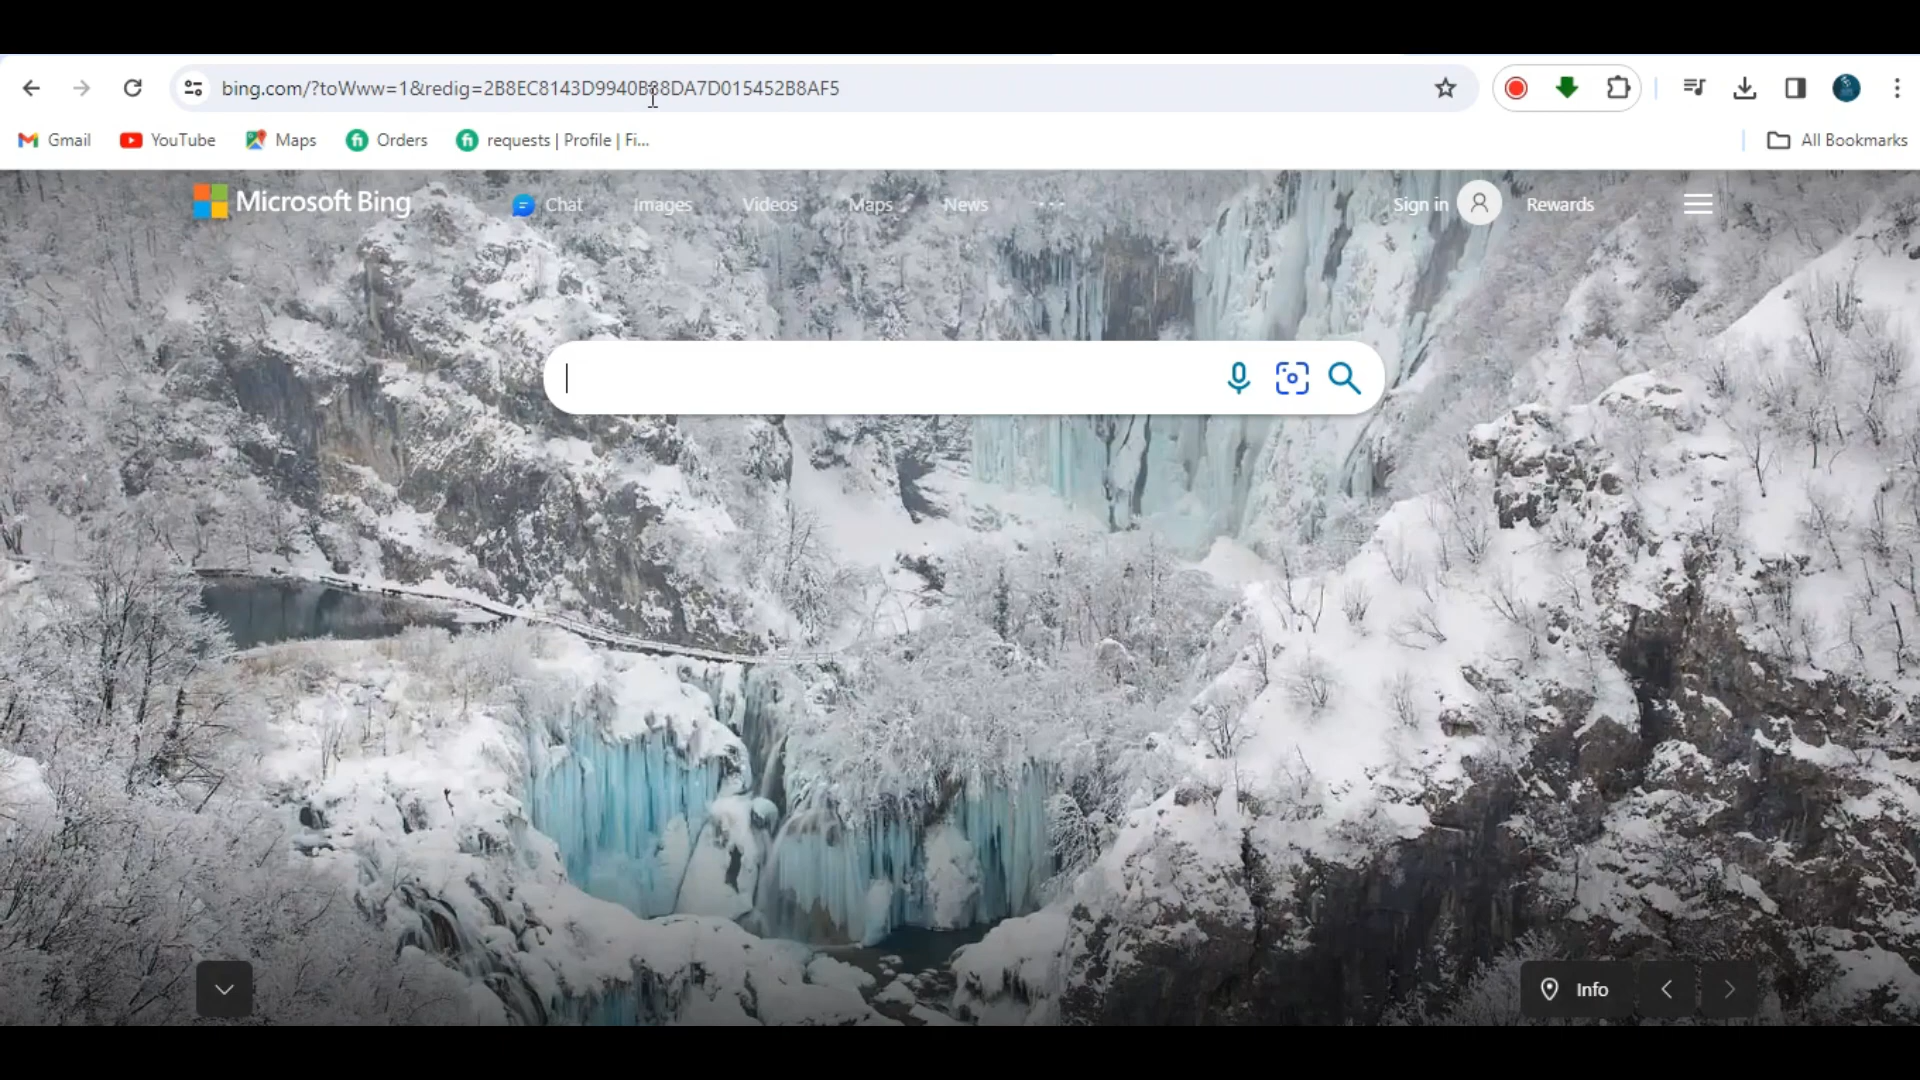 bing.com/?toWww=1&redig=2B8EC8143D9940B88DA7D015452B8AF5
Gmail YouTube Maps Orders requests | Profile | Fi... All Bookmarks
Microsoft Bing Chat Images Videos Maps News Sign in Rewards
Info